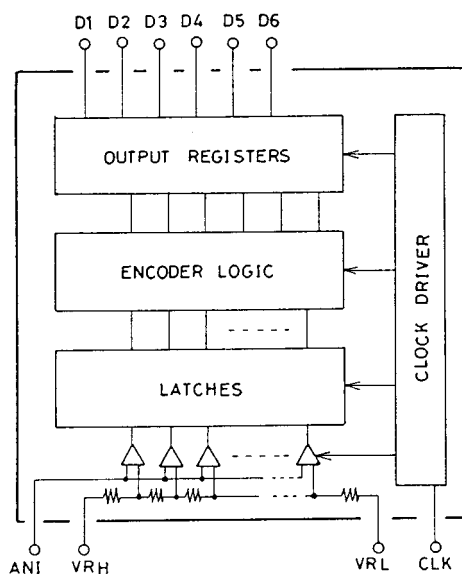 D1 D2 D3 D4 D5 D6
OUTPUT REGISTERS
ENCODER LOGIC
LATCHES
CLOCK DRIVER
ANI VRH VRL CLK